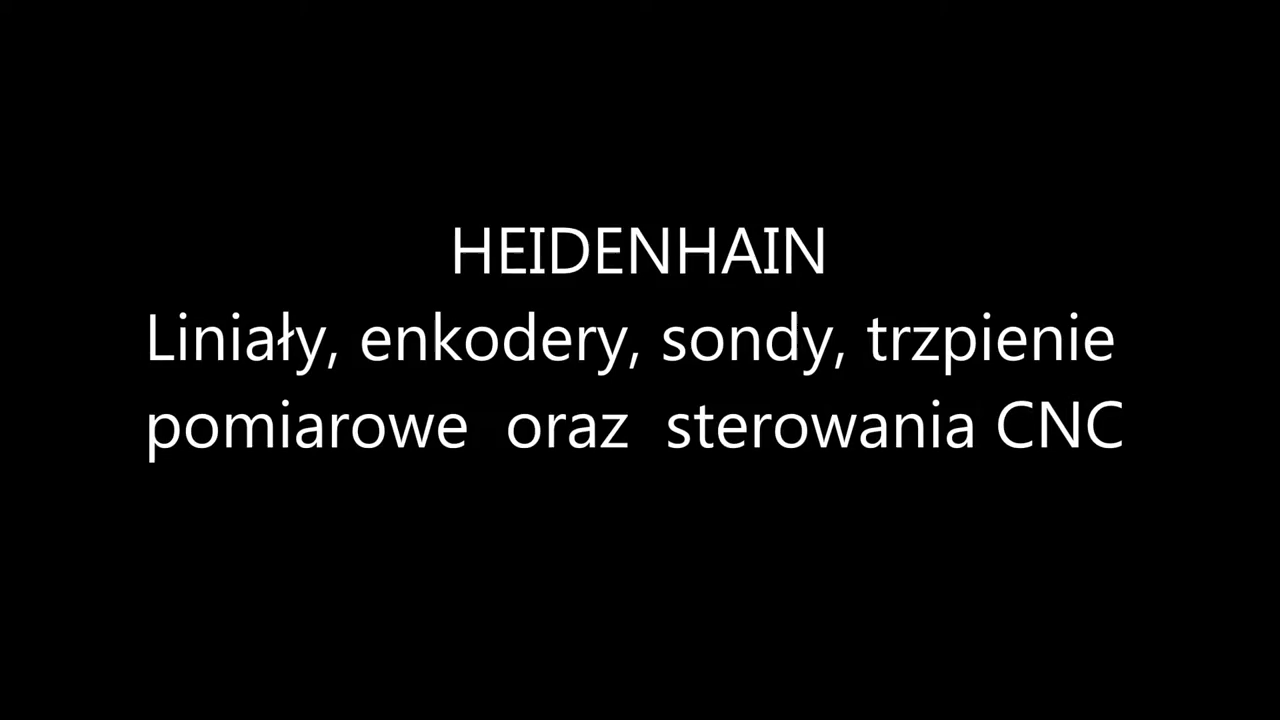 HEIDENHAIN
Liniały, enkodery, sondy, trzpienie
pomiarowe oraz sterowania CNC